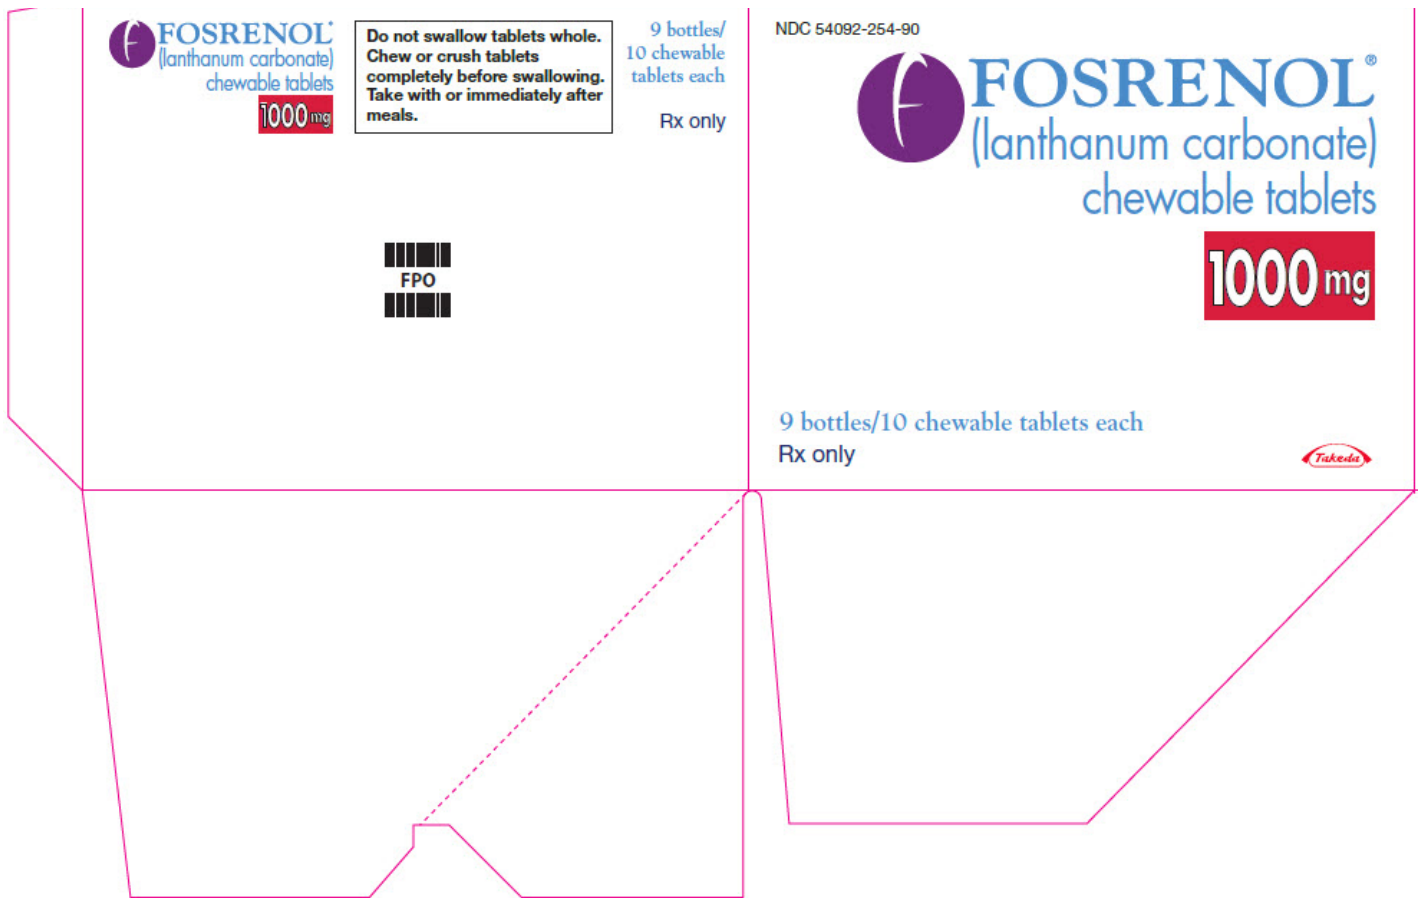 FOSRENOL®
(lanthanum carbonate)
chewable tablets
1000 mg
Do not swallow tablets whole.
Chew or crush tablets
completely before swallowing.
Take with or immediately after
meals.
9 bottles/
10 chewable
tablets each
Rx only
FPO
NDC 54092-254-90
FOSRENOL®
(lanthanum carbonate)
chewable tablets
1000 mg
9 bottles/10 chewable tablets each
Rx only
Takeda